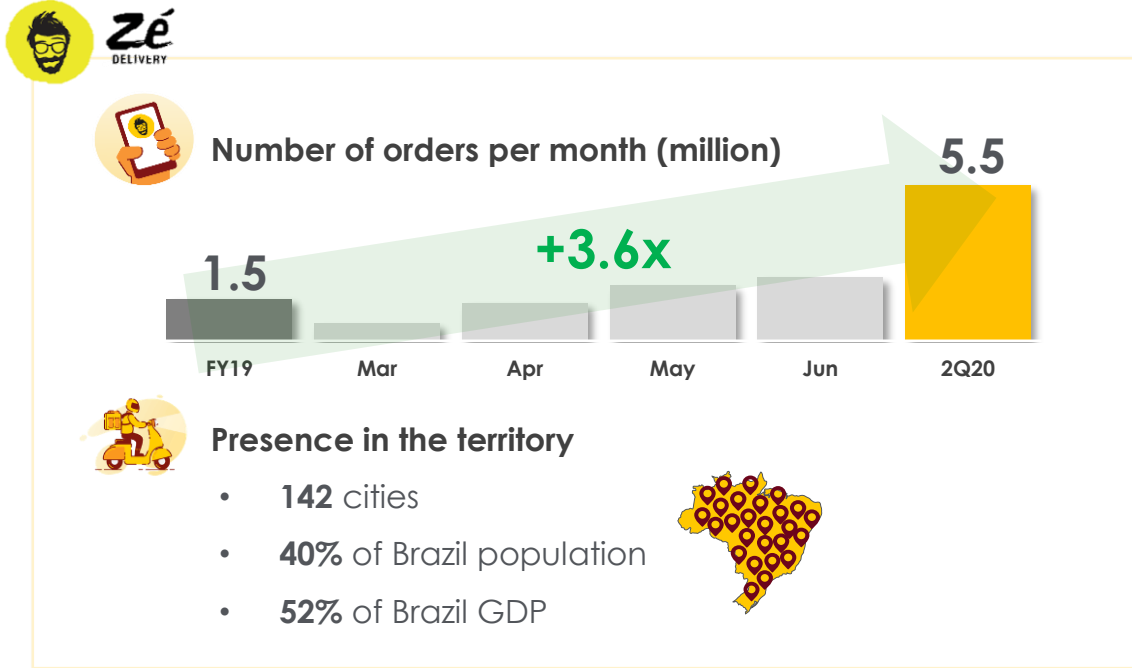 Zé
DELIVERY
Number of orders per month (million)
5.5
+3.6x
1.5
FY19 Mar Apr May Jun 2Q20
Presence in the territory
• 142 cities
• 40% of Brazil population
• 52% of Brazil GDP